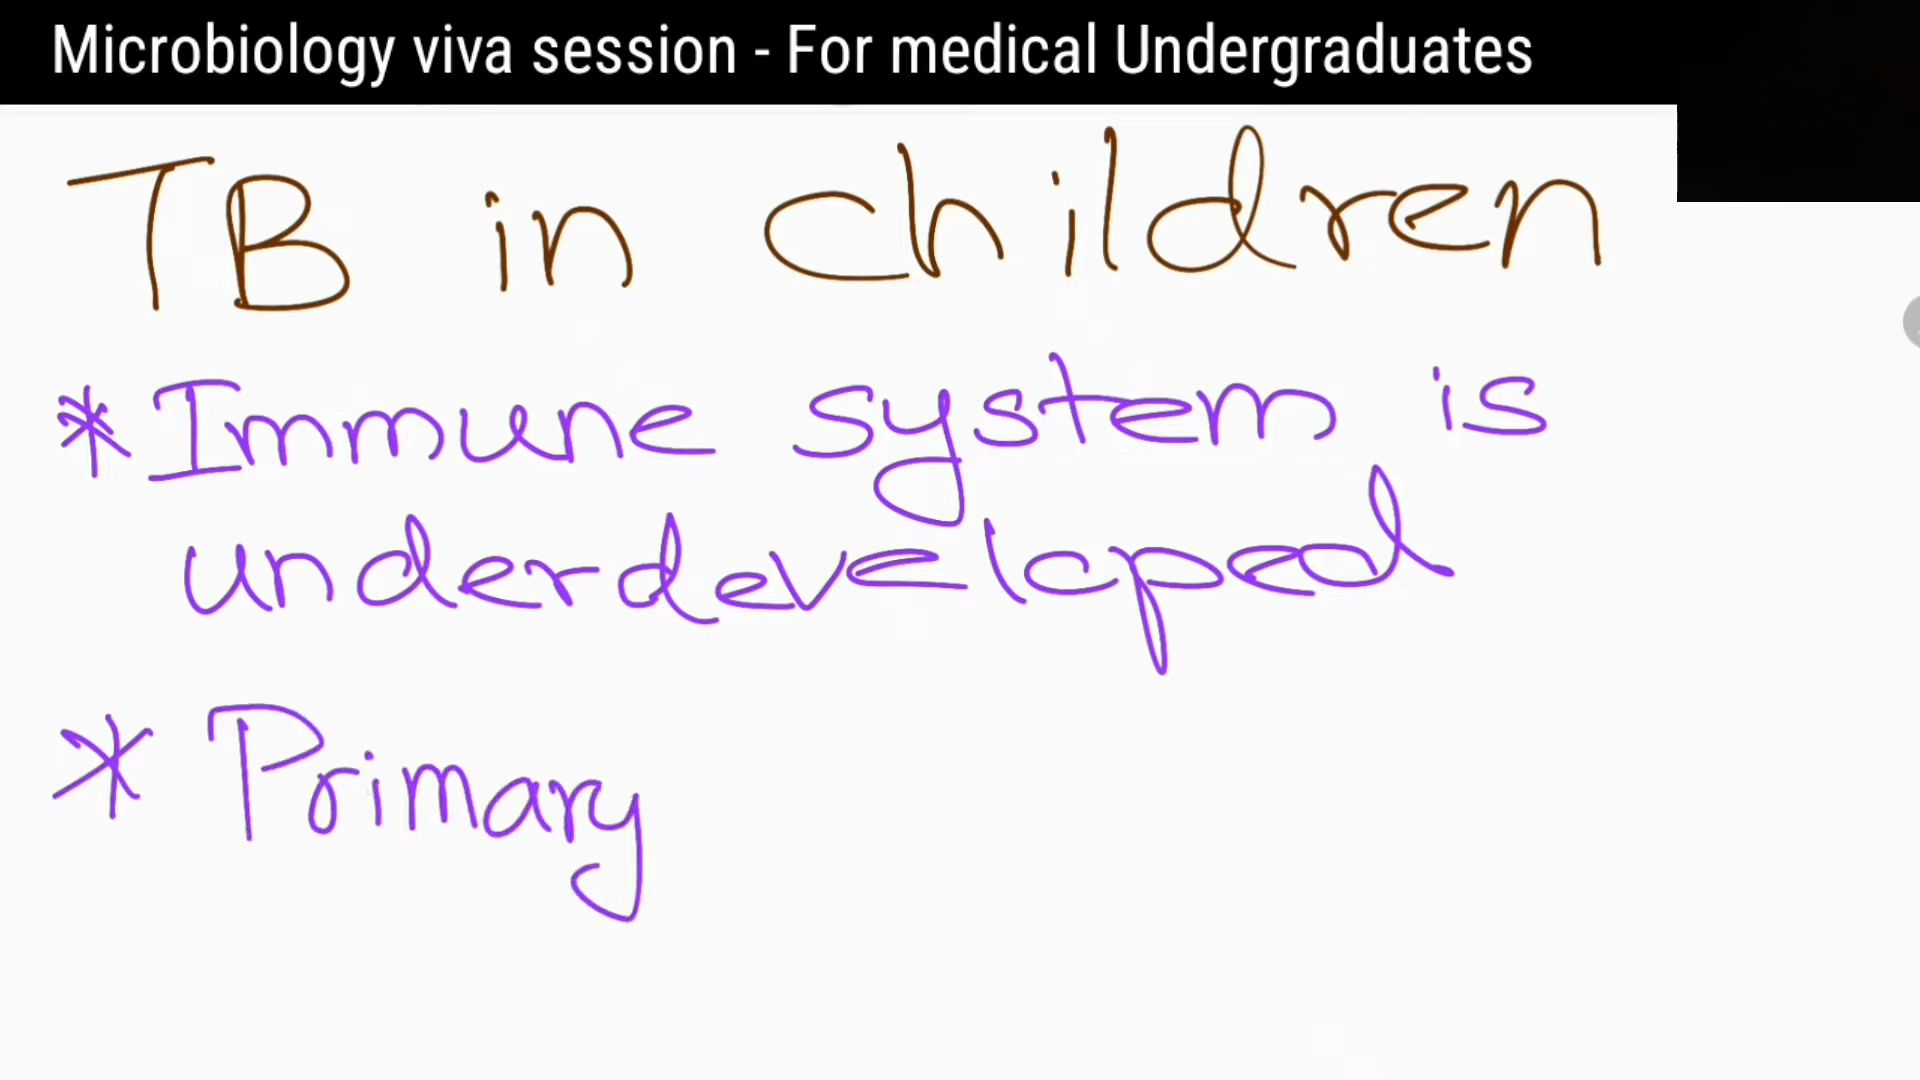 Microbiology viva session - For medical Undergraduates
TB in children
* Immune system is
underdeveloped
* Primary